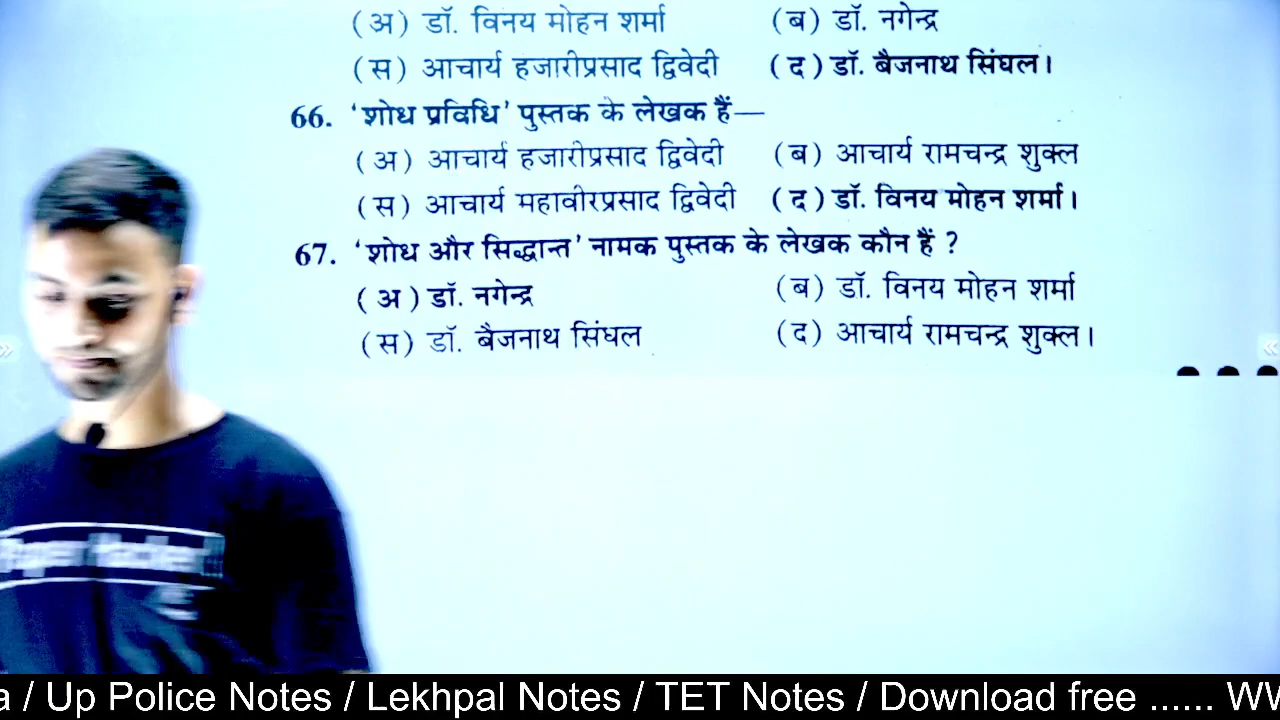 (अ) डॉ. विनय मोहन शर्मा (ब) डॉ. नगेन्द्र
(स) आचार्य हजारीप्रसाद द्विवेदी (द) डॉ. बैजनाथ सिंघल।
66. 'शोध प्रविधि' पुस्तक के लेखक हैं—
(अ) आचार्य हजारीप्रसाद द्विवेदी (ब) आचार्य रामचन्द्र शुक्ल
(स) आचार्य महावीरप्रसाद द्विवेदी (द) डॉ. विनय मोहन शर्मा।
67. 'शोध और सिद्धान्त' नामक पुस्तक के लेखक कौन हैं ?
(अ) डॉ. नगेन्द्र (ब) डॉ. विनय मोहन शर्मा
(स) डॉ. बैजनाथ सिंघल (द) आचार्य रामचन्द्र शुक्ल।
a / Up Police Notes / Lekhpal Notes / TET Notes / Download free ...... WV